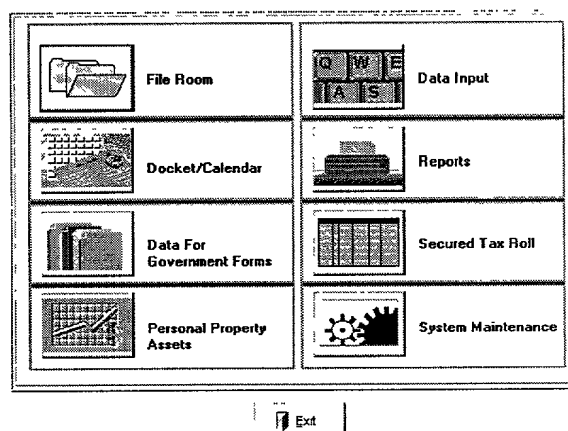 File Room
Q W E
A S
Data Input
Docket/Calendar
Reports
Data For
Government Forms
Secured Tax Roll
Personal Property
Assets
System Maintenance
Exit